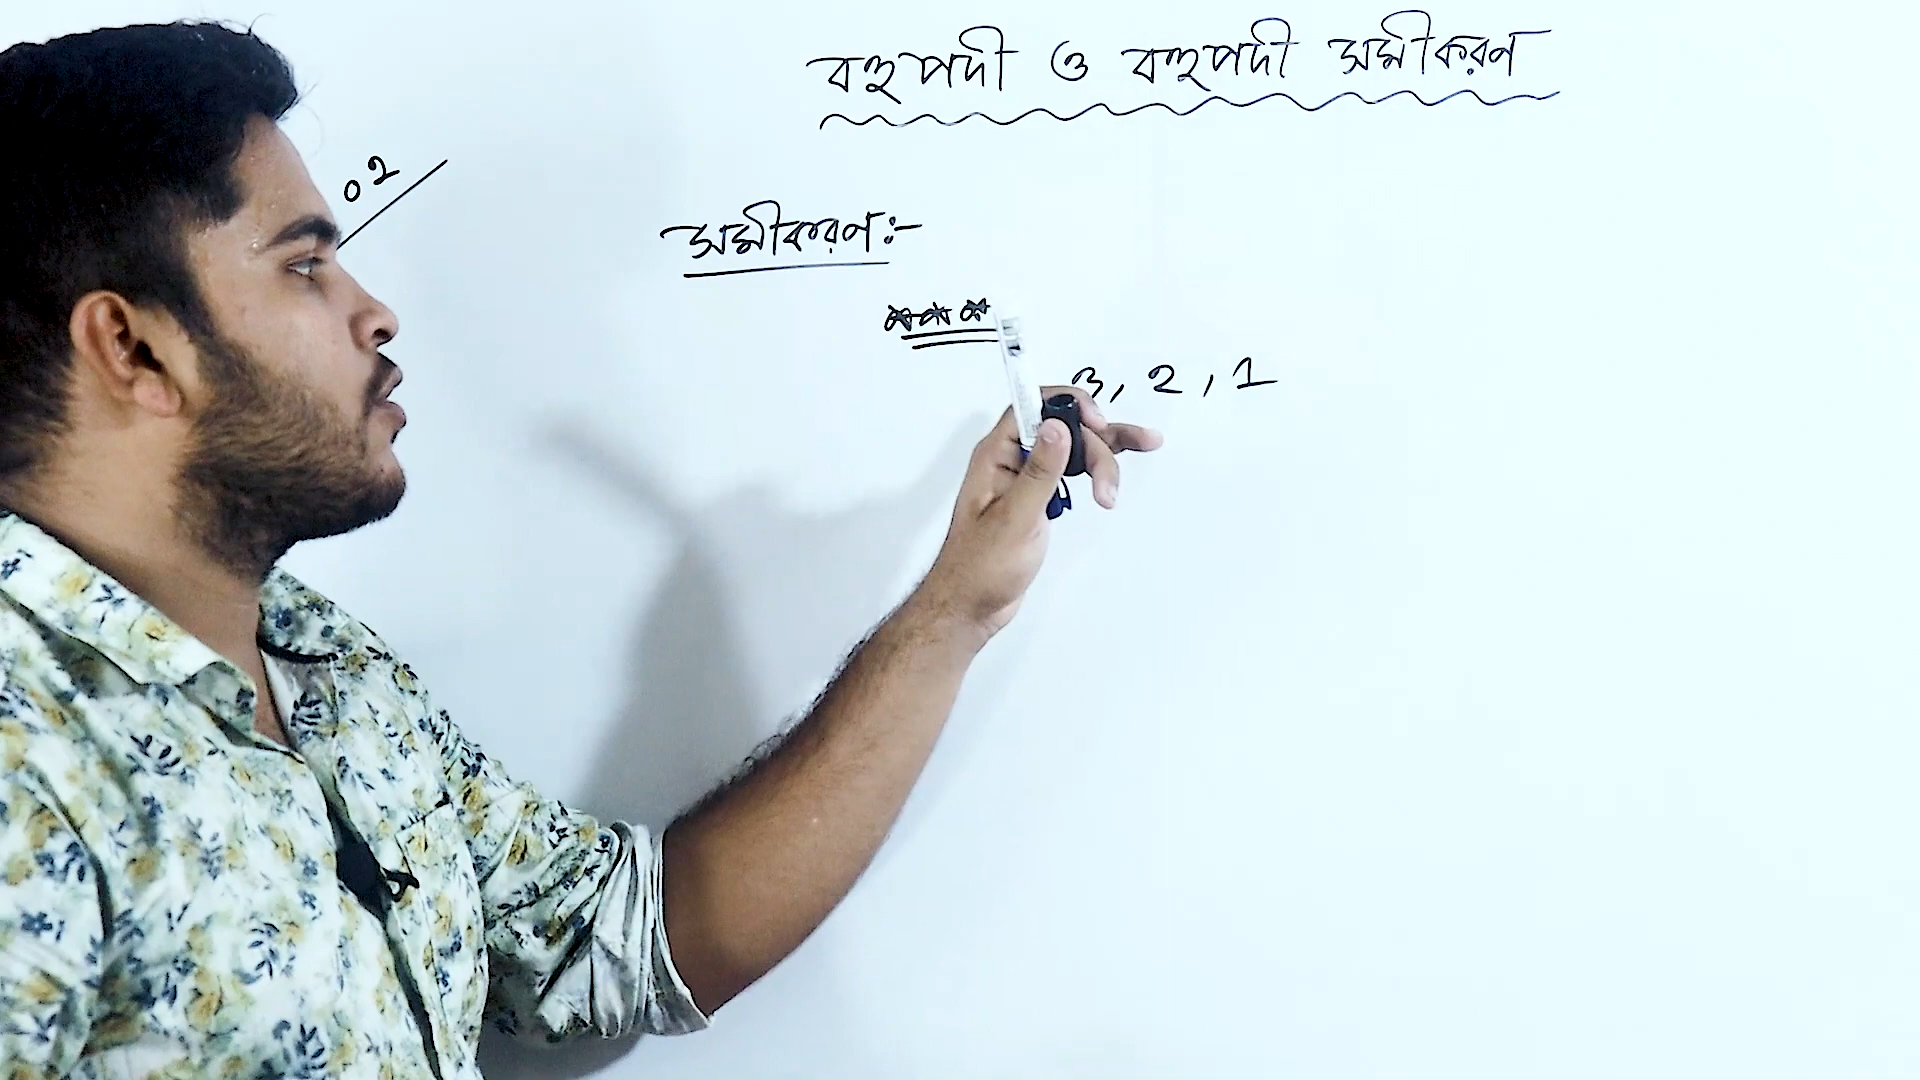 বহুপদী ও বহুপদী সমীকরণ
02
সমীকরণ:-
***
3, 2, 1